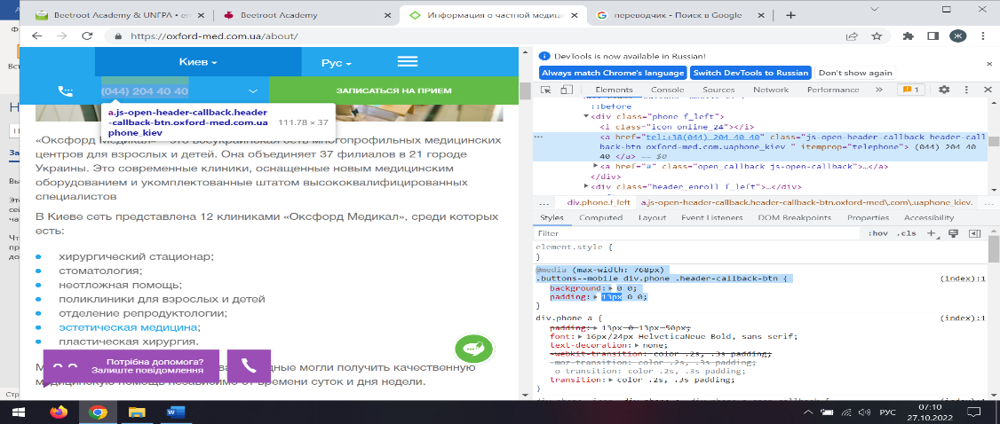 Beetroot Academy & UNFPA • en
Beetroot Academy
Информация о частной медици
переводчик - Поиск в Google
https://oxford-med.com.ua/about/
Ж
Киев
Рус
(044) 204 40 40
ЗАПИСАТЬСЯ НА ПРИЕМ
a.js-open-header-callback.header
-callback-btn.oxford-med.com.ua
phone_kiev
111.78 × 37
центров для взрослых и детей. Она объединяет 37 филиалов в 21 городе
Украины. Это современные клиники, оснащенные новым медицинским
оборудованием и укомплектованные штатом высококвалифицированных
специалистов
В Киеве сеть представлена 12 клиниками «Оксфорд Медикал», среди которых
есть:
хирургический стационар;
стоматология;
неотложная помощь;
поликлиники для взрослых и детей
отделение репродуктологии;
эстетическая медицина;
пластическая хирургия.
Потрібна допомога?
Залиште повідомлення
дные могли получить качественную
медицинскую помощь независимо от времени суток и дня недели.
DevTools is now available in Russian!
Always match Chrome's language
Switch DevTools to Russian
Don't show again
Elements
Console
Sources
Network
Performance
»
1
::before
<div class="phone f_left">
<i class="icon online_24"></i>
<a href="tel:+38(044) 204 40 40" class="js-open-header-callback header-call
back-btn oxford-med.com.uaphone_kiev " itemprop="telephone"> (044) 204 40
40 </a> == $0
<a href="#" class="open_callback js-open-callback">…</a>
</div>
<div class="header_enroll f_left">…</div>
... div.phone.f_left a.js-open-header-callback.header-callback-btn.oxford-med\.com\.uaphone_kiev. ...
Styles
Computed
Layout
Event Listeners
DOM Breakpoints
Properties
Accessibility
Filter
:hov .cls +
element.style {
}
@media (max-width: 768px)
.buttons--mobile div.phone .header-callback-btn { (index):1
background: 0 0;
padding: 13px 0 0;
}
div.phone a { (index):1
padding: 13px 0 13px 50px;
font: 16px/24px HelveticaNeue Bold, sans serif;
text-decoration: none;
-webkit-transition: color .2s, .3s padding;
-moz-transition: color .2s, .3s padding;
-o transition: color .2s, .3s padding;
transition: color .2s, .3s padding;
}
РУС
07:10
27.10.2022